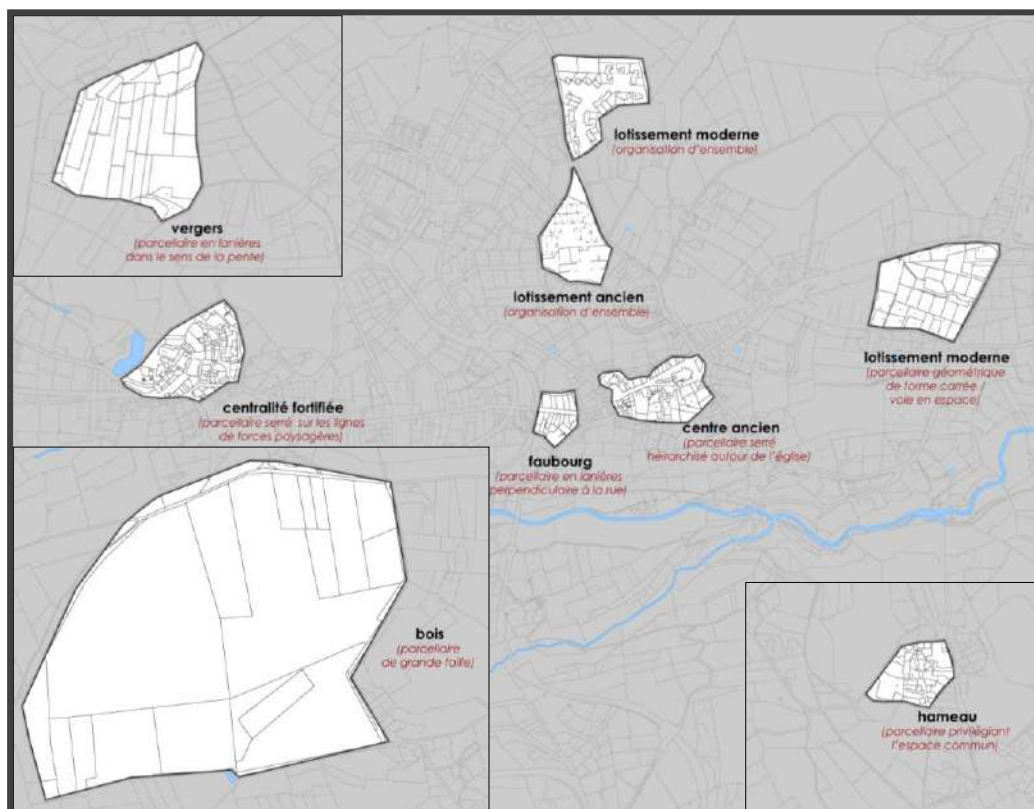 lotissement moderne
(organisation d'ensemble)
vergers
(parcellaire en lanières
dans le sens de la pente)
lotissement ancien
(organisation d'ensemble)
lotissement moderne
(parcellaire géométrique
de forme carrée /
voie en espace)
centralité fortifiée
(parcellaire serré sur les lignes
de forces paysagères)
centre ancien
(parcellaire serré
hiérarchisé autour de l'église)
faubourg
(parcellaire en lanières
perpendiculaire à la rue)
bois
(parcellaire
de grande taille)
hameau
(parcellaire privilégiant
l'espace commun)